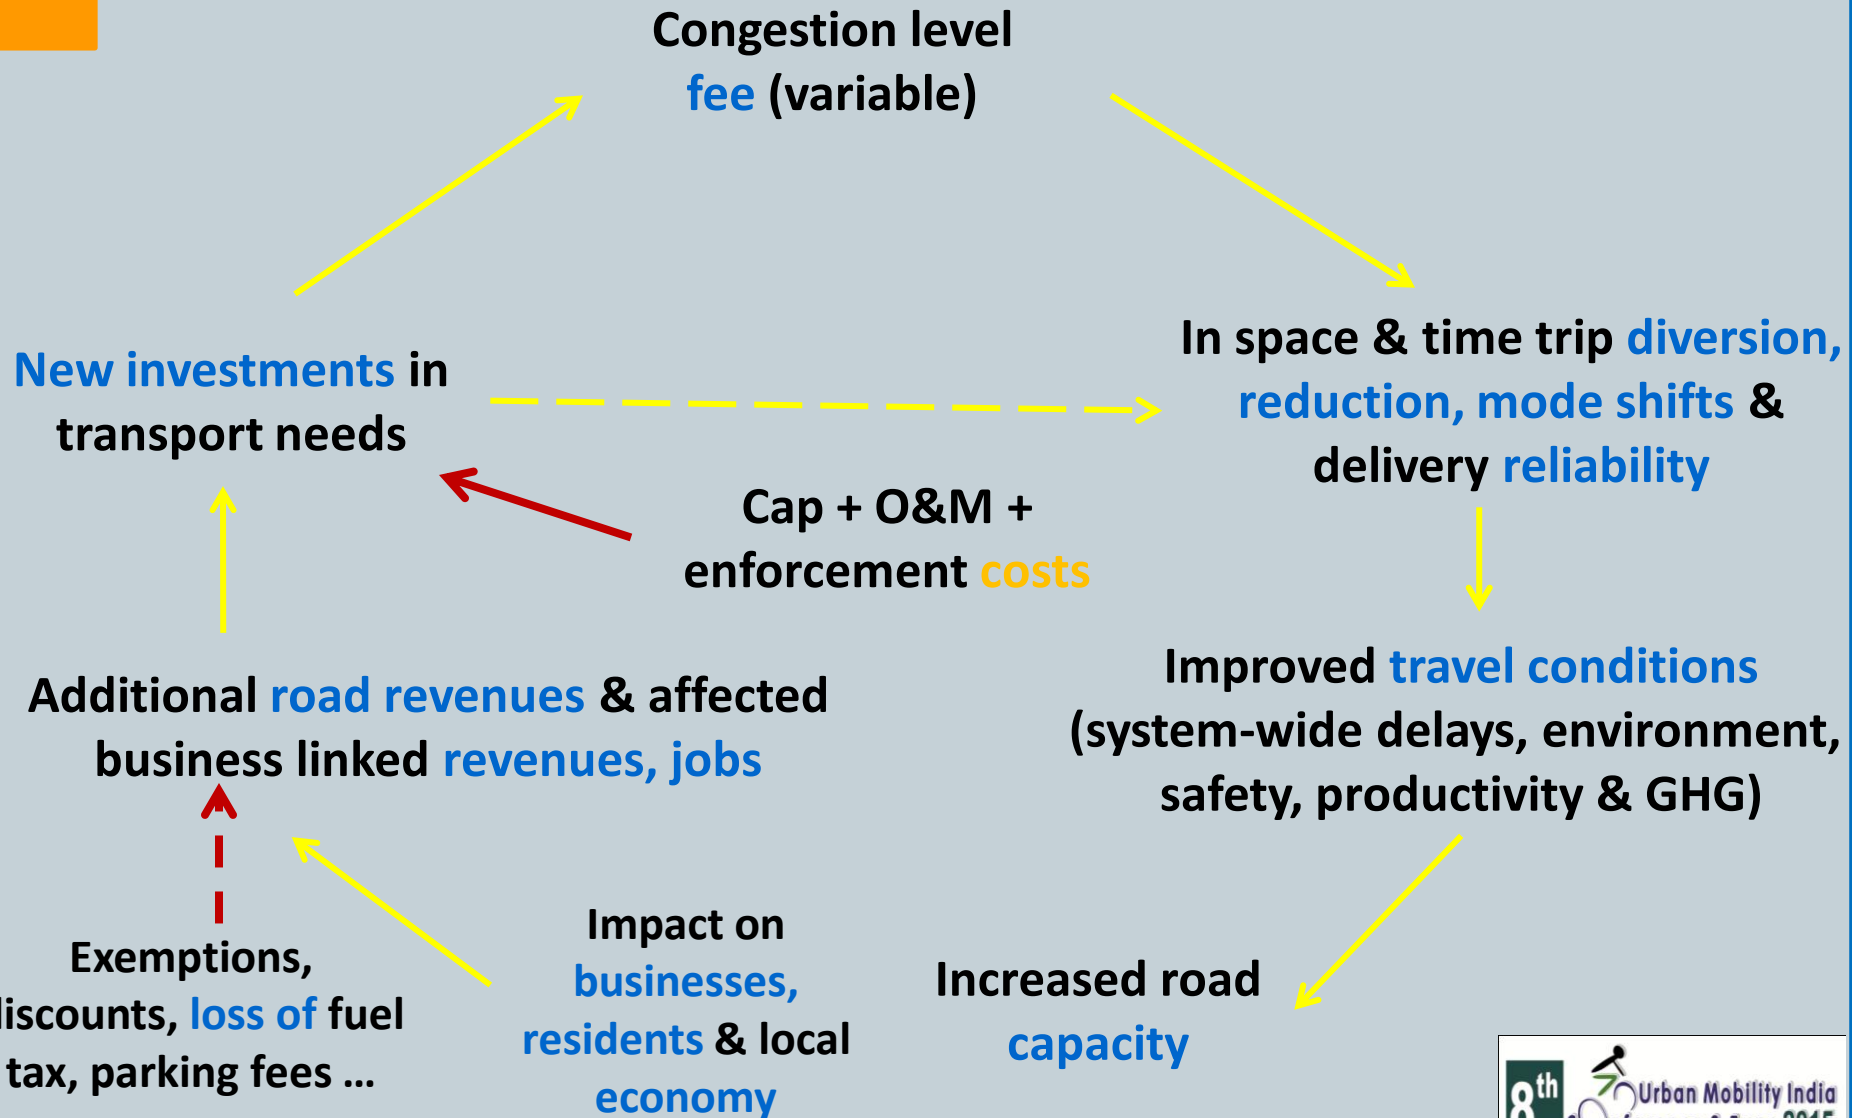 Congestion level
fee (variable)
In space & time trip diversion,
reduction, mode shifts &
delivery reliability
New investments in
transport needs
Cap + O&M +
enforcement costs
Improved travel conditions
(system-wide delays, environment,
safety, productivity & GHG)
Additional road revenues & affected
business linked revenues, jobs
Exemptions,
discounts, loss of fuel
tax, parking fees ...
Impact on
businesses,
residents & local
economy
Increased road
capacity
8th
Urban Mobility India
2015